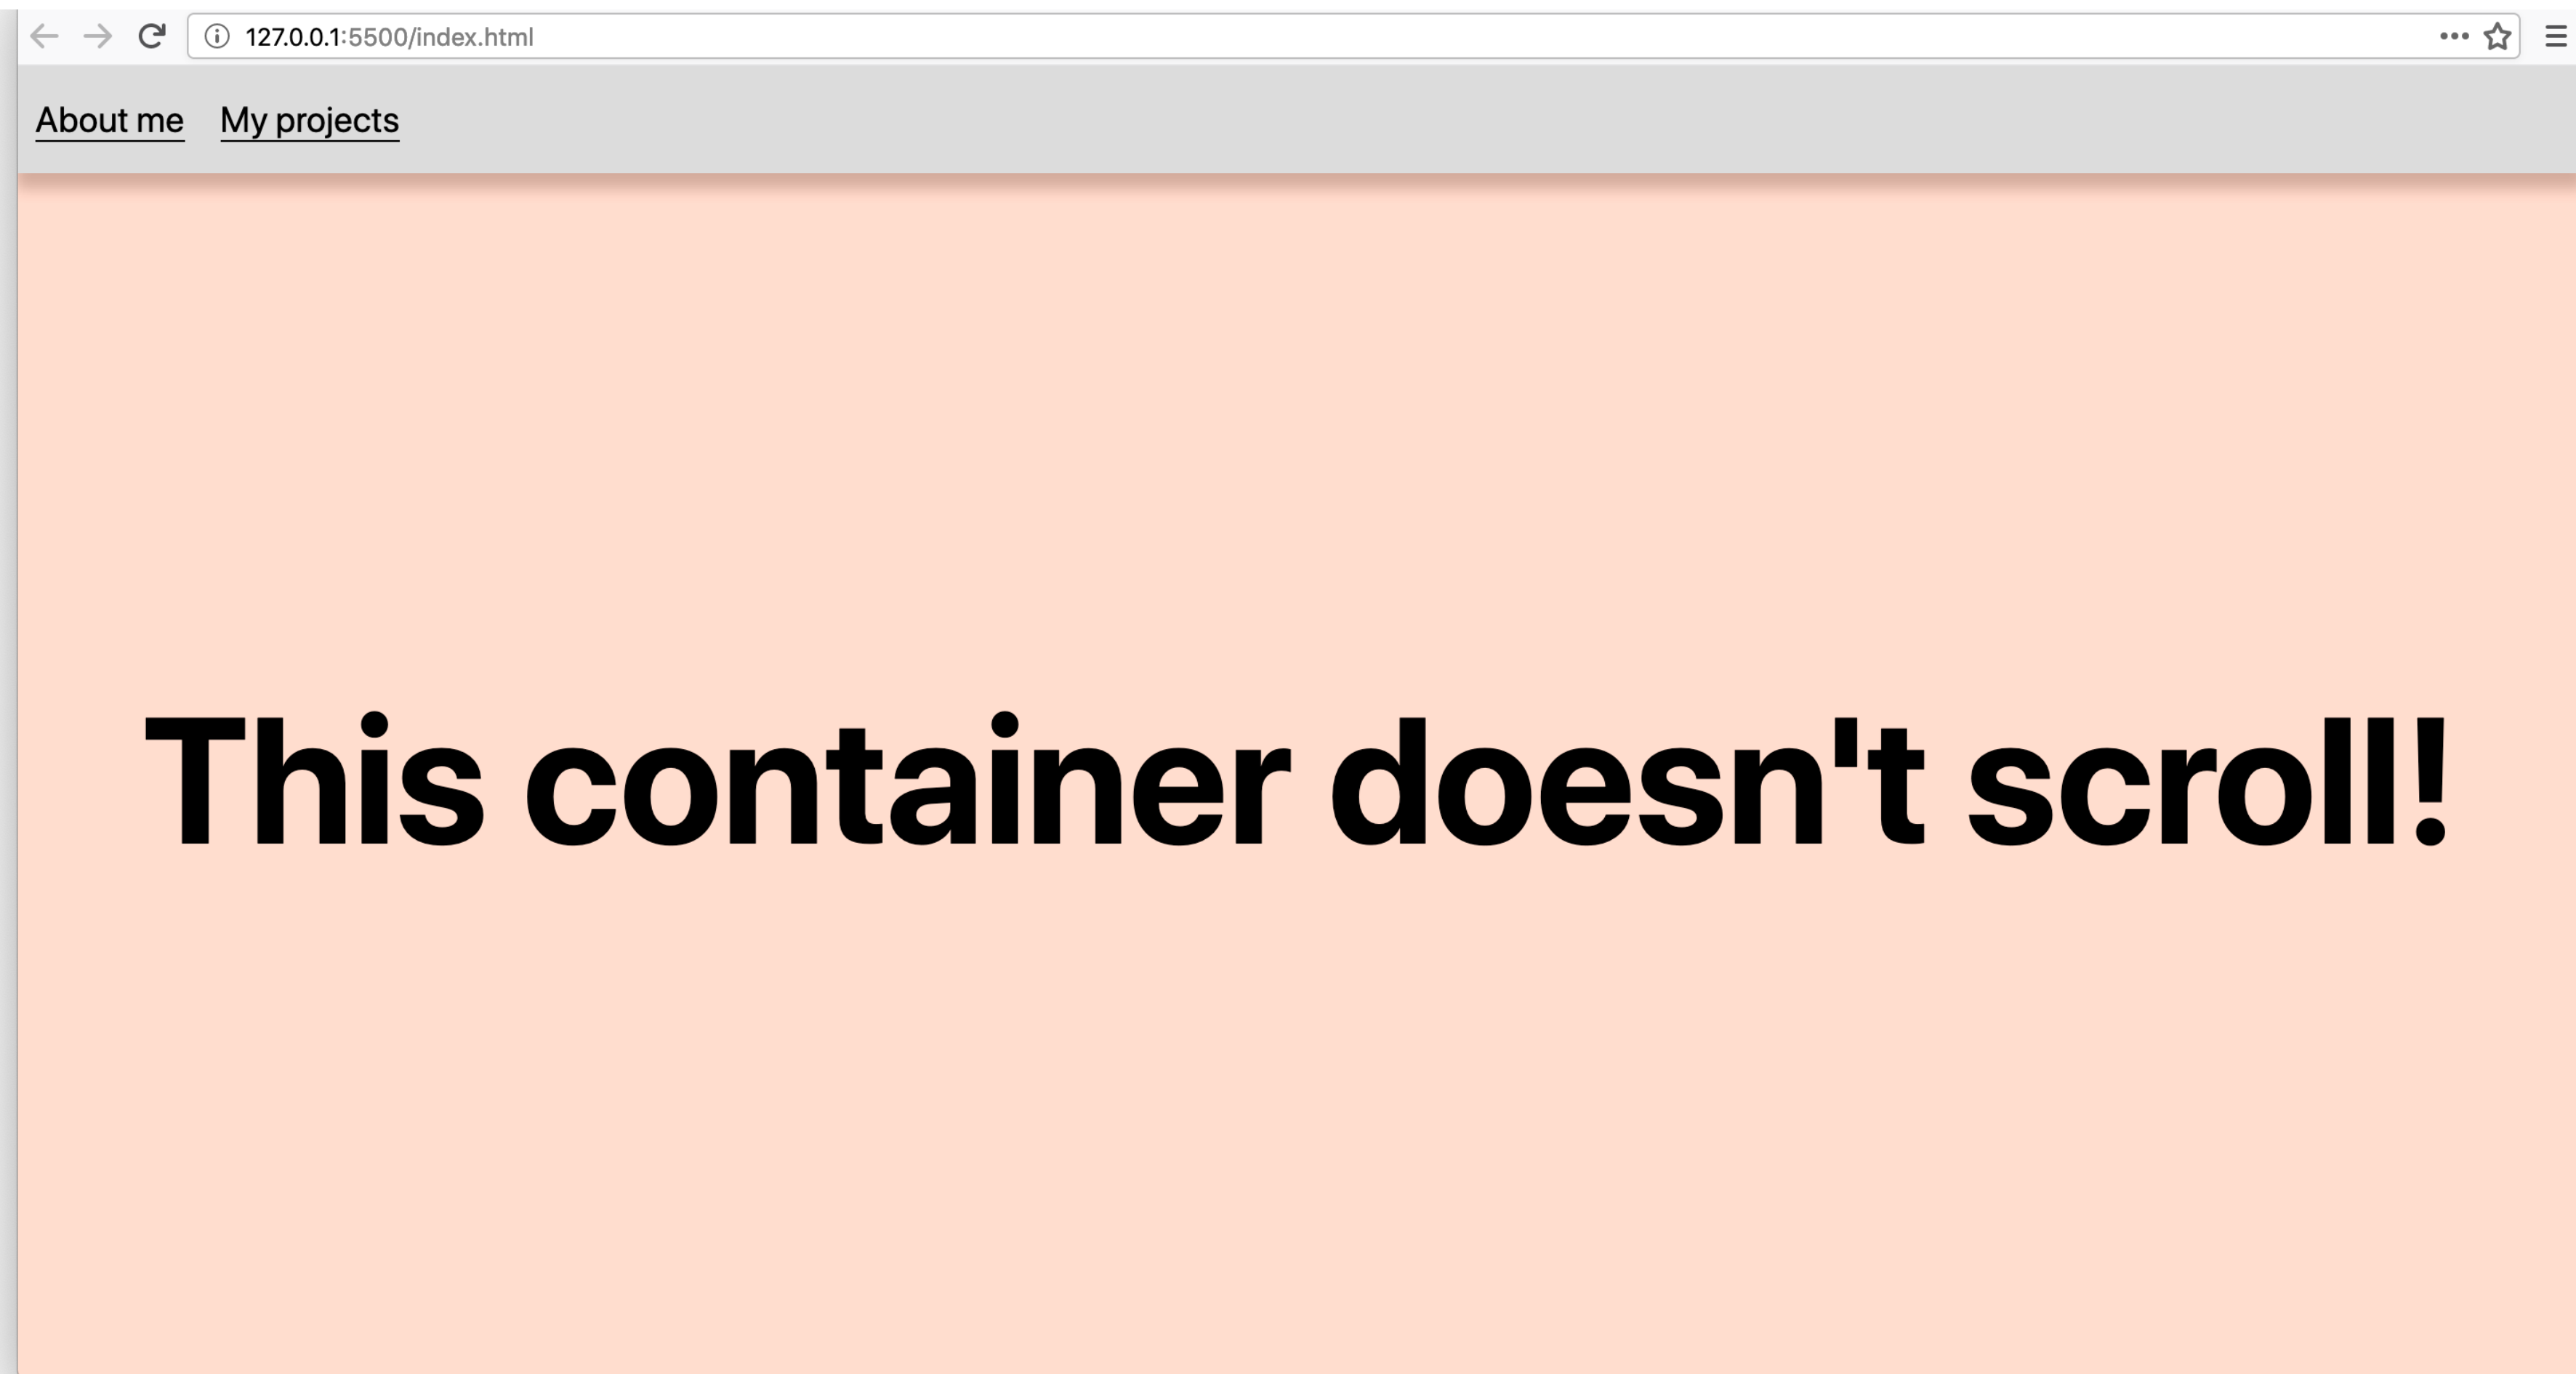 127.0.0.1:5500/index.html
About me My projects
This container doesn't scroll!